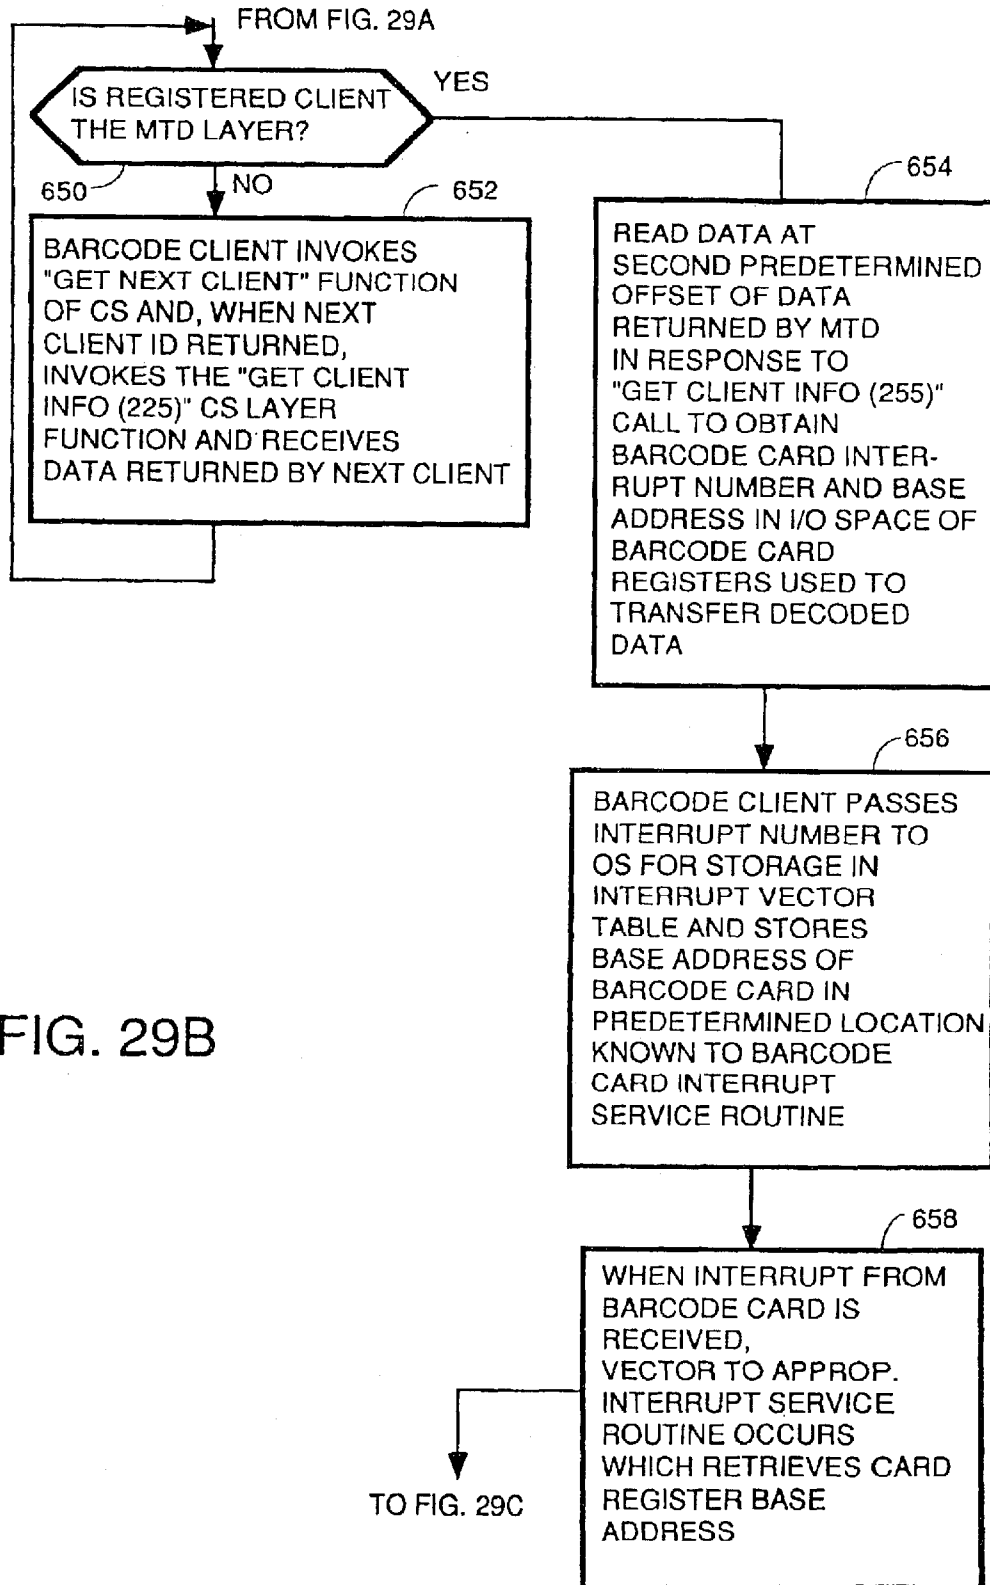 FROM FIG. 29A
IS REGISTERED CLIENT
THE MTD LAYER?
YES
650
NO
652
BARCODE CLIENT INVOKES
"GET NEXT CLIENT" FUNCTION
OF CS AND, WHEN NEXT
CLIENT ID RETURNED,
INVOKES THE "GET CLIENT
INFO (225)" CS LAYER
FUNCTION AND RECEIVES
DATA RETURNED BY NEXT CLIENT
654
READ DATA AT
SECOND PREDETERMINED
OFFSET OF DATA
RETURNED BY MTD
IN RESPONSE TO
"GET CLIENT INFO (255)"
CALL TO OBTAIN
BARCODE CARD INTER-
RUPT NUMBER AND BASE
ADDRESS IN I/O SPACE OF
BARCODE CARD
REGISTERS USED TO
TRANSFER DECODED
DATA
656
BARCODE CLIENT PASSES
INTERRUPT NUMBER TO
OS FOR STORAGE IN
INTERRUPT VECTOR
TABLE AND STORES
BASE ADDRESS OF
BARCODE CARD IN
PREDETERMINED LOCATION
KNOWN TO BARCODE
CARD INTERRUPT
SERVICE ROUTINE
FIG. 29B
658
WHEN INTERRUPT FROM
BARCODE CARD IS
RECEIVED,
VECTOR TO APPROP.
INTERRUPT SERVICE
ROUTINE OCCURS
WHICH RETRIEVES CARD
REGISTER BASE
ADDRESS
TO FIG. 29C